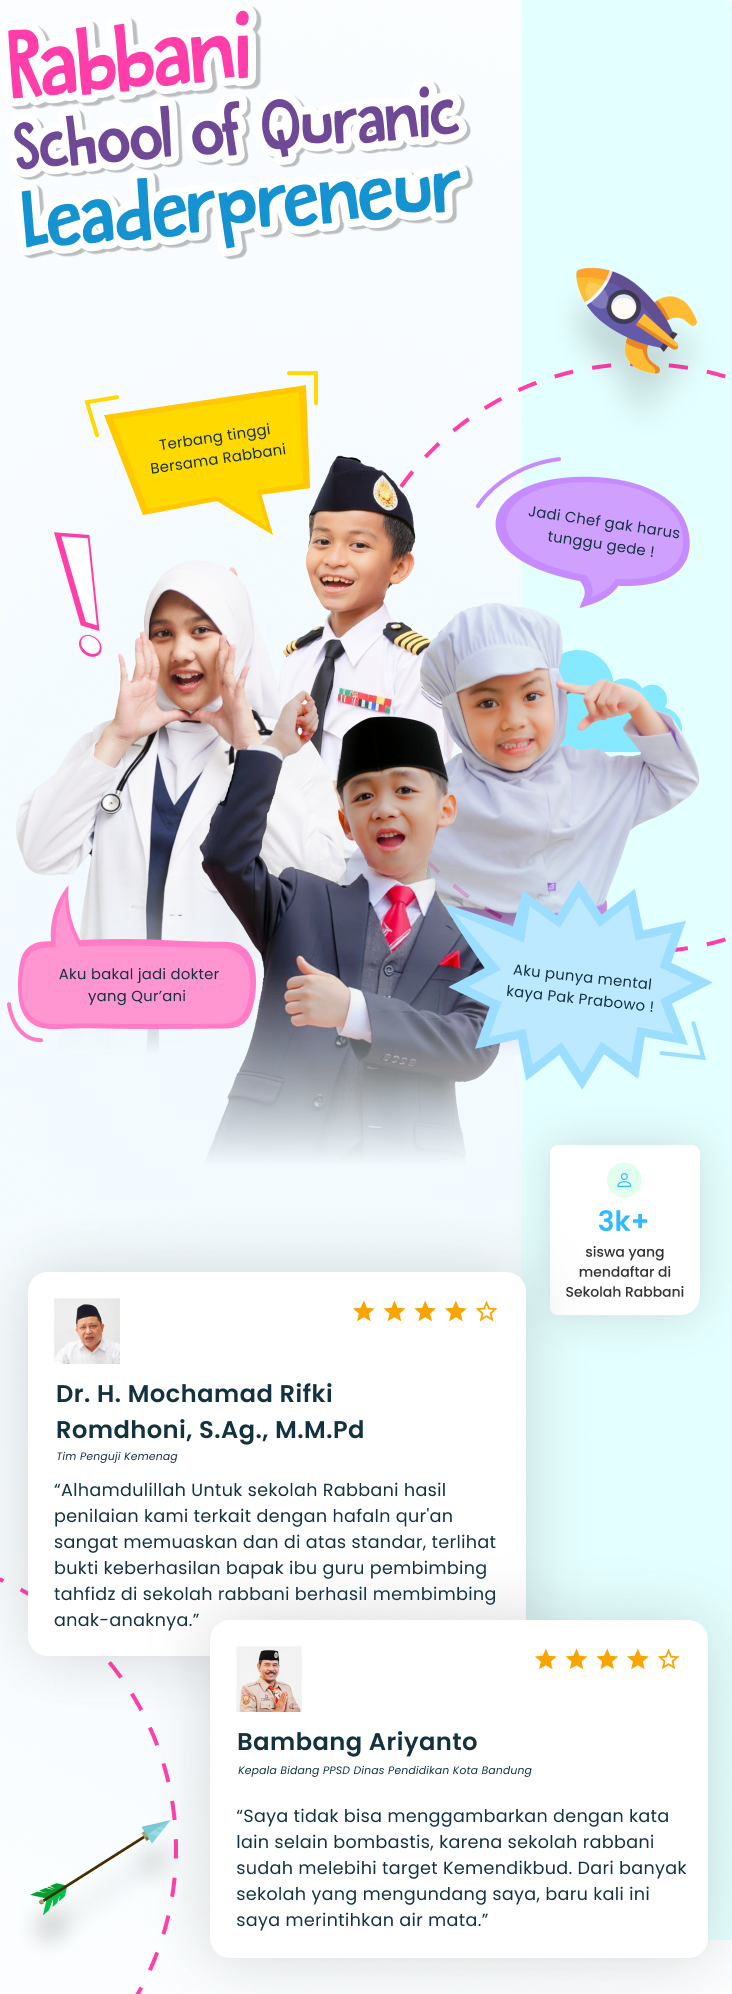 Rabbani
School of Quranic
Leaderpreneur
Terbang tinggi
Bersama Rabbani
Jadi Chef gak harus
tunggu gede !
Aku bakal jadi dokter
yang Qur’ani
Aku punya mental
kaya Pak Prabowo !
3k+
siswa yang
mendaftar di
Sekolah Rabbani
Dr. H. Mochamad Rifki
Romdhoni, S.Ag., M.M.Pd
Tim Penguji Kemenag
“Alhamdulillah Untuk sekolah Rabbani hasil
penilaian kami terkait dengan hafaln qur'an
sangat memuaskan dan di atas standar, terlihat
bukti keberhasilan bapak ibu guru pembimbing
tahfidz di sekolah rabbani berhasil membimbing
anak-anaknya.”
Bambang Ariyanto
Kepala Bidang PPSD Dinas Pendidikan Kota Bandung
“Saya tidak bisa menggambarkan dengan kata
lain selain bombastis, karena sekolah rabbani
sudah melebihi target Kemendikbud. Dari banyak
sekolah yang mengundang saya, baru kali ini
saya merintihkan air mata.”